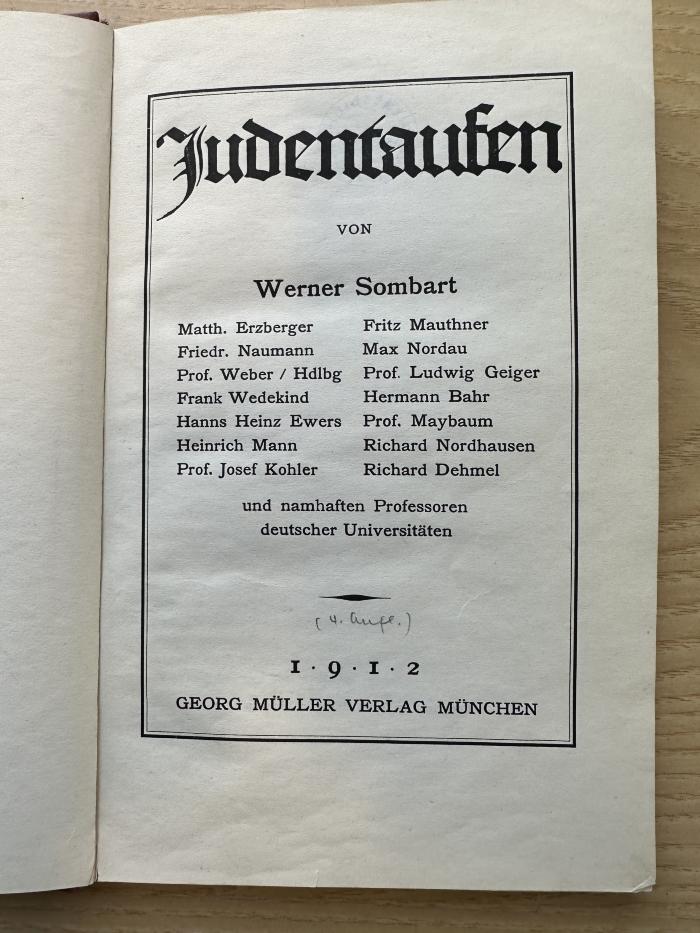 Judentaufen
VON
Werner Sombart
Matth. Erzberger
Friedr. Naumann
Prof. Weber / Hdlbg
Frank Wedekind
Hanns Heinz Ewers
Heinrich Mann
Prof. Josef Kohler
Fritz Mauthner
Max Nordau
Prof. Ludwig Geiger
Hermann Bahr
Prof. Maybaum
Richard Nordhausen
Richard Dehmel
und namhaften Professoren
deutscher Universitäten
(4. Aufl.)
1 · 9 · 1 · 2
GEORG MÜLLER VERLAG MÜNCHEN